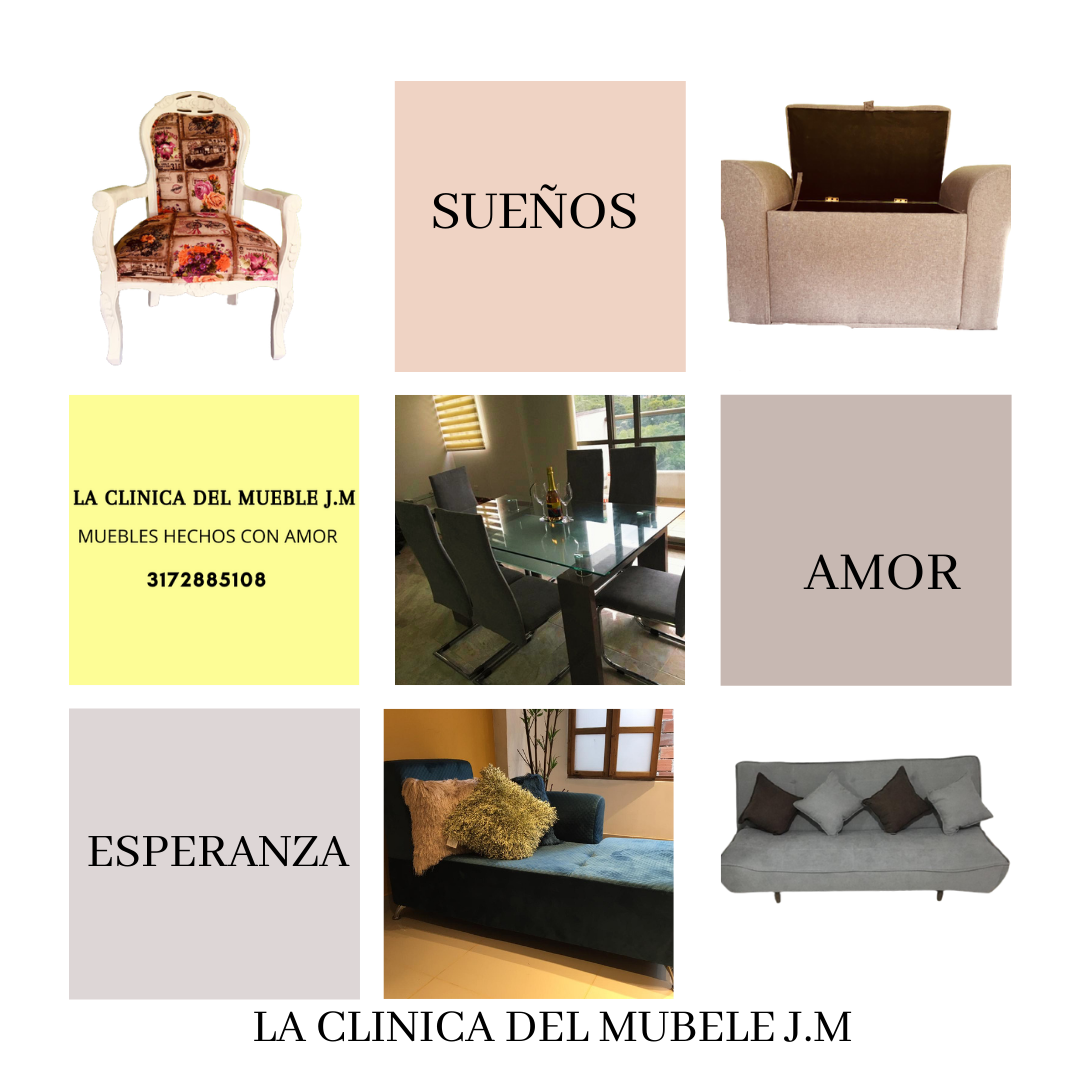 SUEÑOS
LA CLINICA DEL MUEBLE J.M
MUEBLES HECHOS CON AMOR
3172885108
AMOR
ESPERANZA
LA CLINICA DEL MUBELE J.M